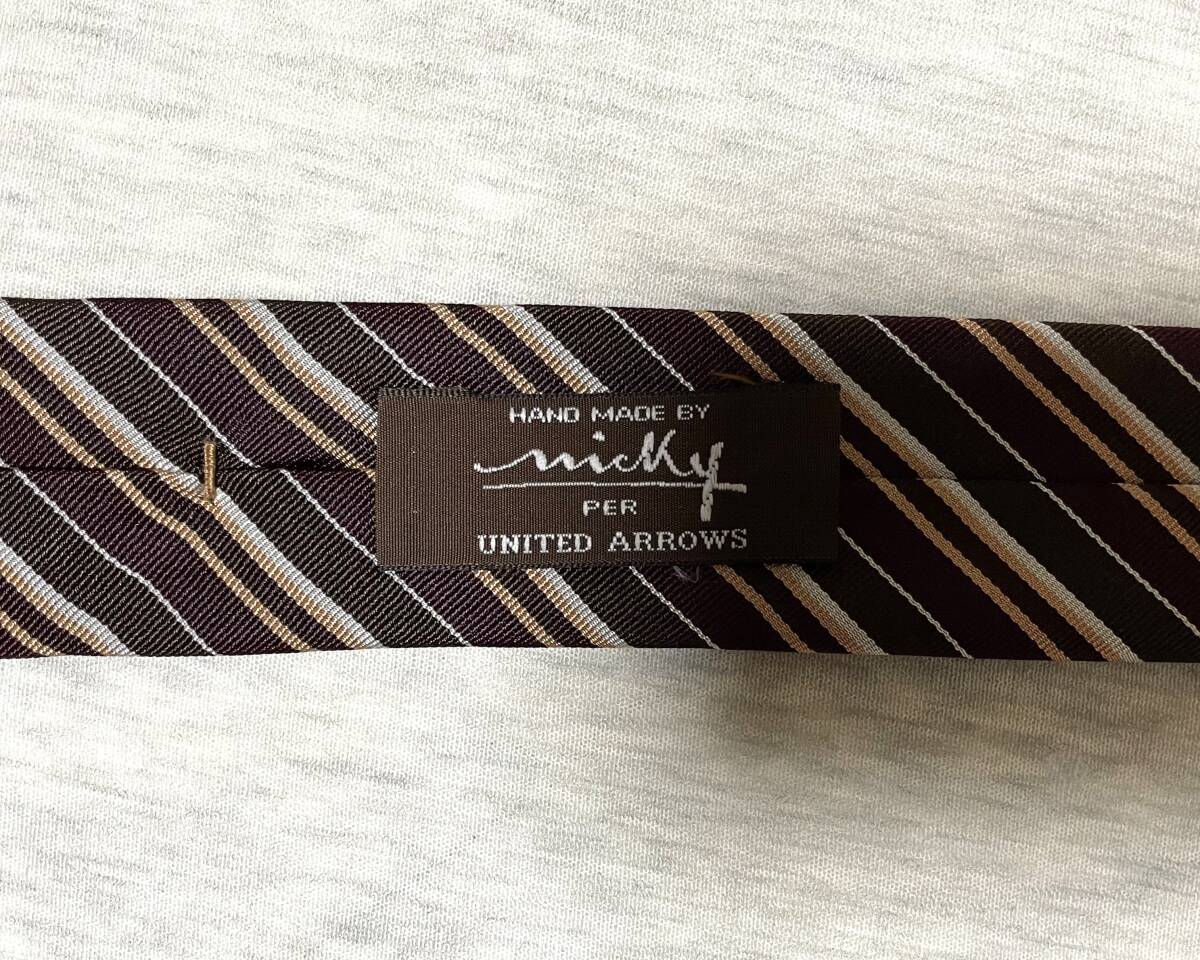 HAND MADE BY
nicky
PER
UNITED ARROWS